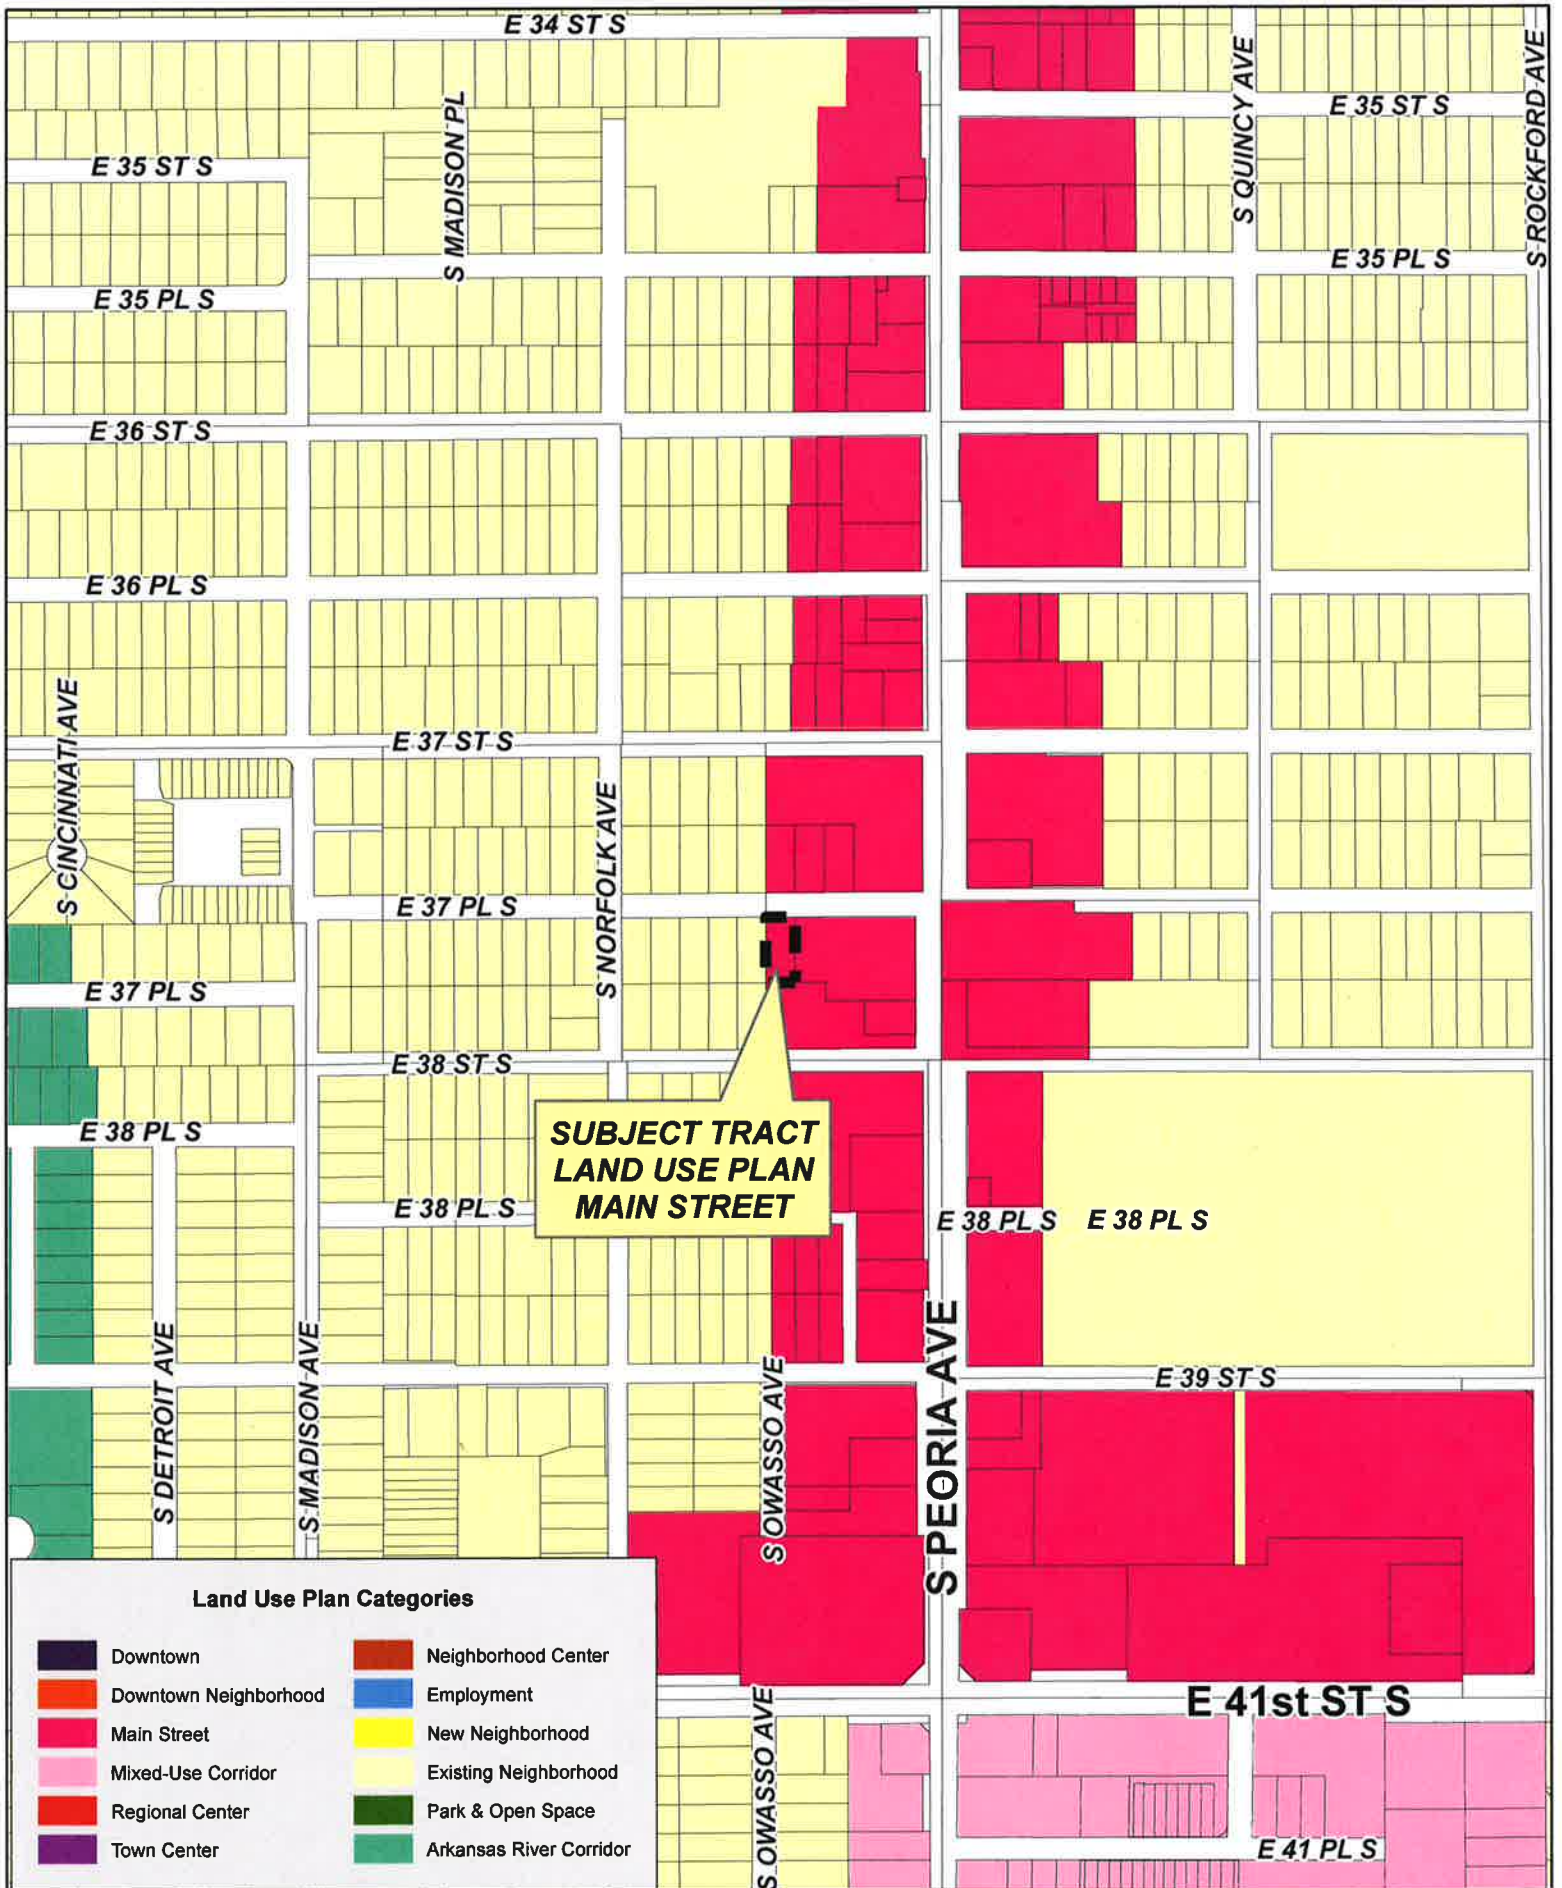 E 34 ST S
S MADISON PL
S QUINCY AVE
S ROCKFORD AVE
E 35 ST S
E 35 ST S
E 35 PL S
E 35 PL S
E 36 ST S
E 36 PL S
S CINCINNATI AVE
E 37 ST S
S NORFOLK AVE
E 37 PL S
E 37 PL S
E 38 ST S
E 38 PL S
SUBJECT TRACT
LAND USE PLAN
MAIN STREET
E 38 PL S
E 38 PL S
E 38 PL S
S DETROIT AVE
S MADISON AVE
S OWASSO AVE
S PEORIA AVE
E 39 ST S
E 41st ST S
S OWASSO AVE
E 41 PL S
Land Use Plan Categories
Downtown
Downtown Neighborhood
Main Street
Mixed-Use Corridor
Regional Center
Town Center
Neighborhood Center
Employment
New Neighborhood
Existing Neighborhood
Park & Open Space
Arkansas River Corridor